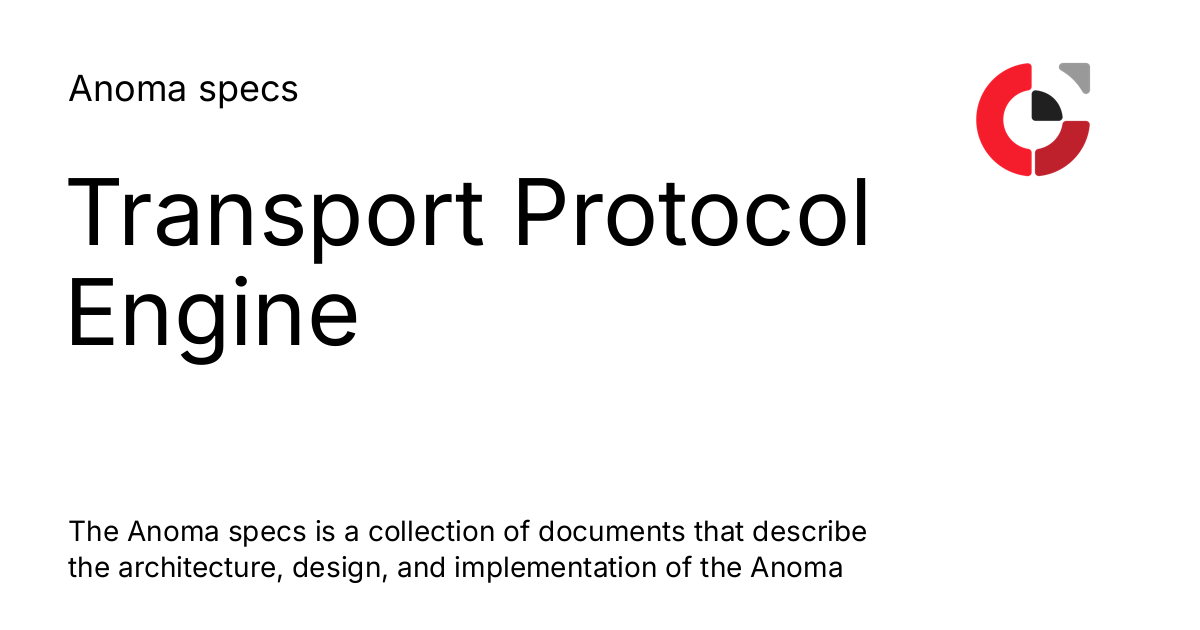 Anoma specs
Transport Protocol
Engine
The Anoma specs is a collection of documents that describe
the architecture, design, and implementation of the Anoma